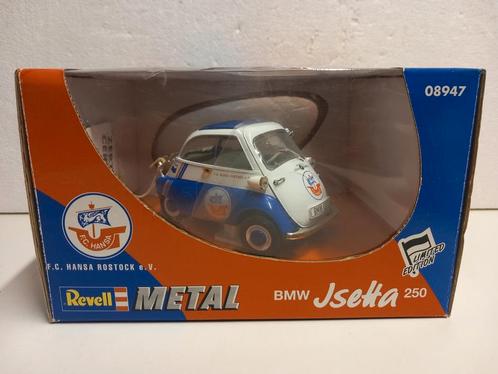 08947
F.C. HANSA
F.C. HANSA ROSTOCK e.V.
LIMITED
EDITION
Revell METAL
BMW Jsetta 250